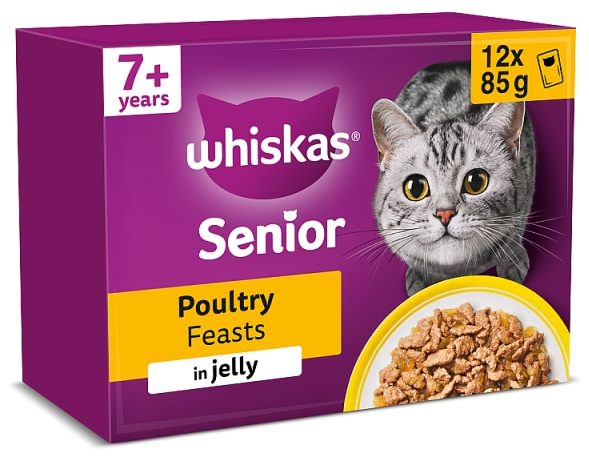 7+
years
12x
85g
whiskas®
Senior
Poultry
Feasts
in jelly